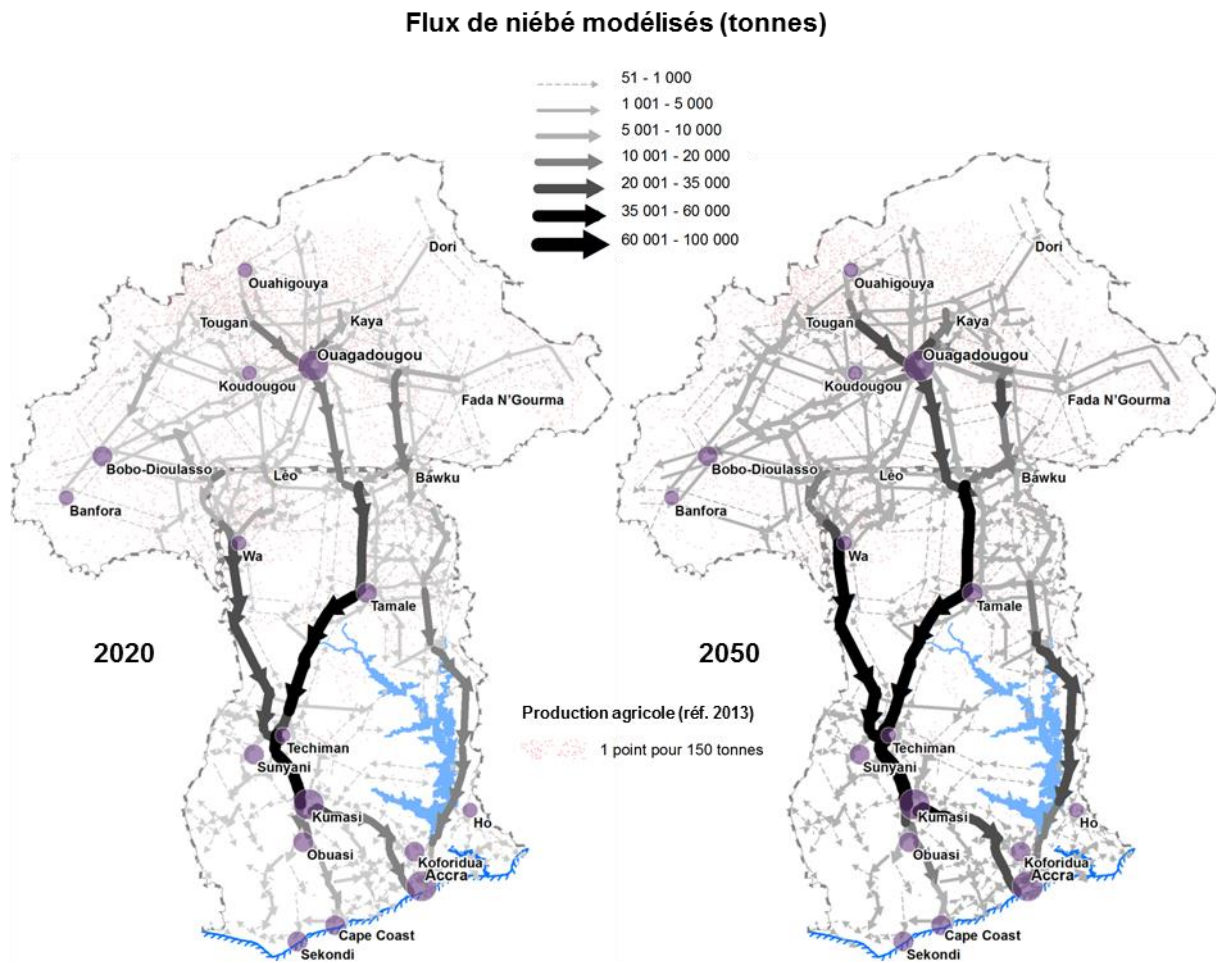 Flux de niébé modélisés (tonnes)
51 - 1 000
1 001 - 5 000
5 001 - 10 000
10 001 - 20 000
20 001 - 35 000
35 001 - 60 000
60 001 - 100 000
Dori
Ouahigouya
Tougan
Kaya
Ouagadougou
Koudougou
Fada N'Gourma
Bobo-Dioulasso
Léo
Bawku
Banfora
Wa
Tamale
2020
Techiman
Sunyani
Kumasi
Ho
Obuasi
Koforidua
Accra
Cape Coast
Sekondi
Production agricole (réf. 2013)
1 point pour 150 tonnes
Dori
Ouahigouya
Tougan
Kaya
Ouagadougou
Koudougou
Fada N'Gourma
Bobo-Dioulasso
Léo
Bawku
Banfora
Wa
Tamale
2050
Techiman
Sunyani
Kumasi
Ho
Obuasi
Koforidua
Accra
Cape Coast
Sekondi